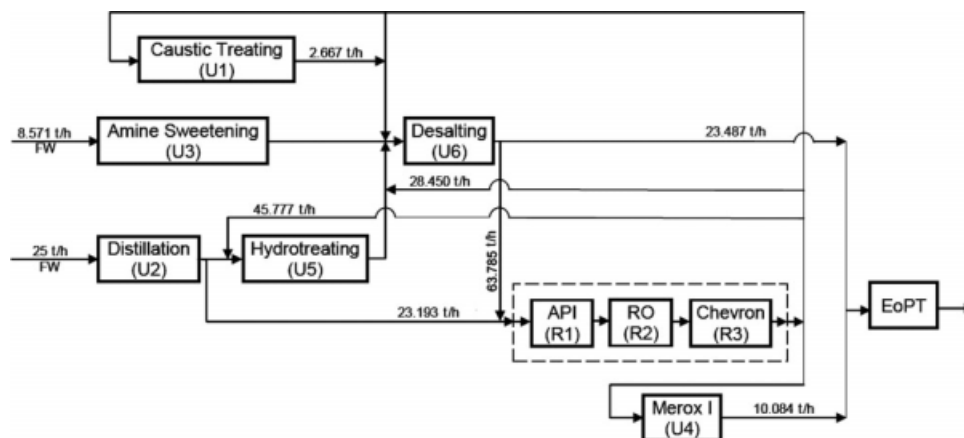 Caustic Treating
(U1)
2.667 t/h
8.571 t/h
FW
Amine Sweetening
(U3)
Desalting
(U6)
23.487 t/h
28.450 t/h
45.777 t/h
25 t/h
FW
Distillation
(U2)
Hydrotreating
(U5)
63.785 t/h
23.193 t/h
API
(R1)
RO
(R2)
Chevron
(R3)
EoPT
Merox I
(U4)
10.084 t/h